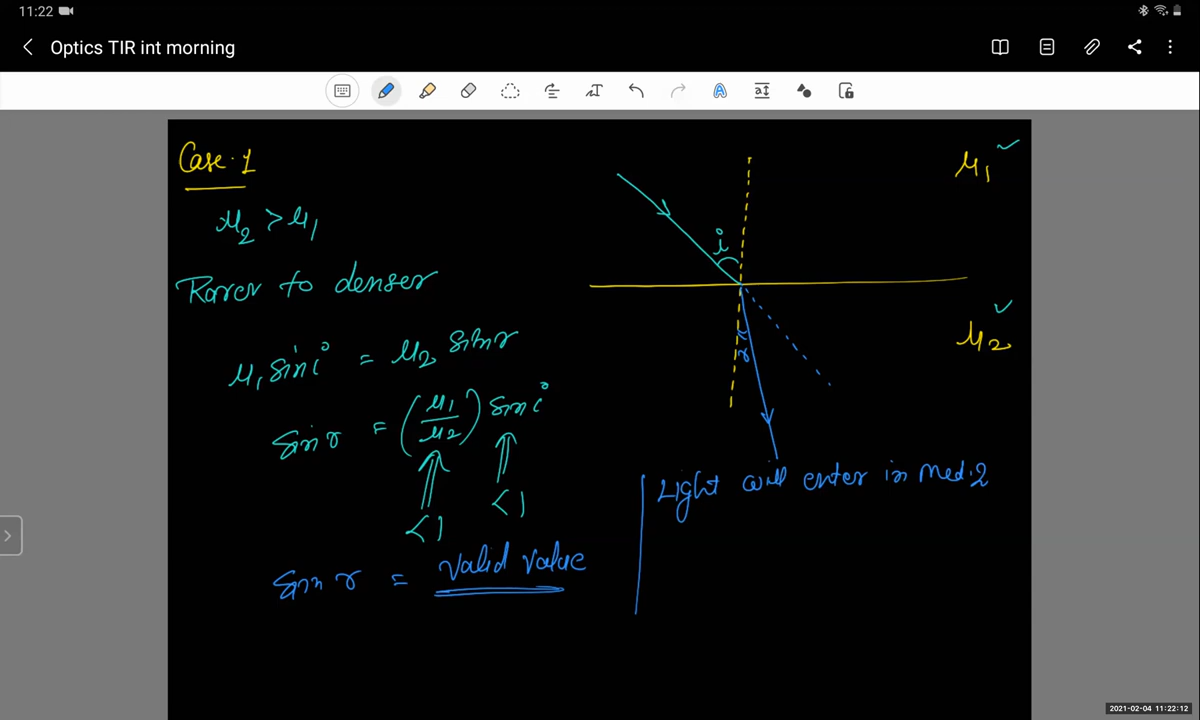 11:22
Optics TIR int morning
Case-1
μ₂ > μ₁
Rarer to denser
μ₁ sin i = μ₂ sin r
sin r = (μ₁/μ₂) sin i
<1 <1
sin r = Valid value
i
r
μ₁
μ₂
Light will enter in Med.2
2021-02-04 11:22:12